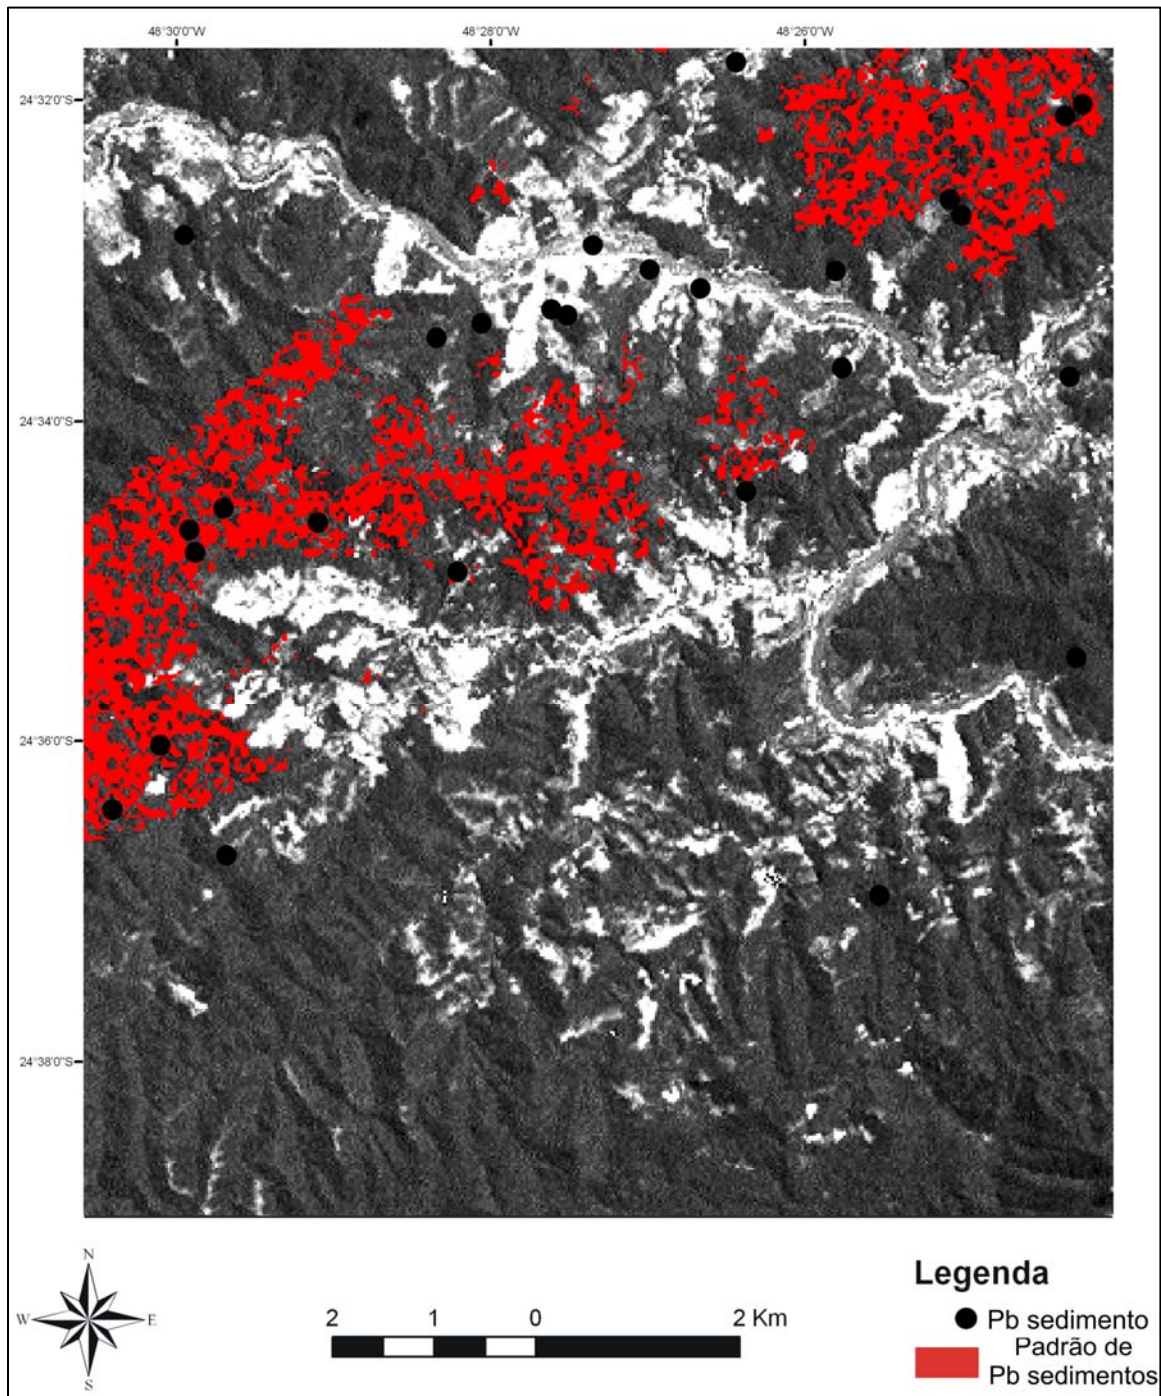 48°30'0"W 48°28'0"W 48°26'0"W
24°32'0"S
24°34'0"S
24°36'0"S
24°38'0"S
N
W E
S
2 1 0 2 Km
Legenda
Pb sedimento
Padrão de
Pb sedimentos